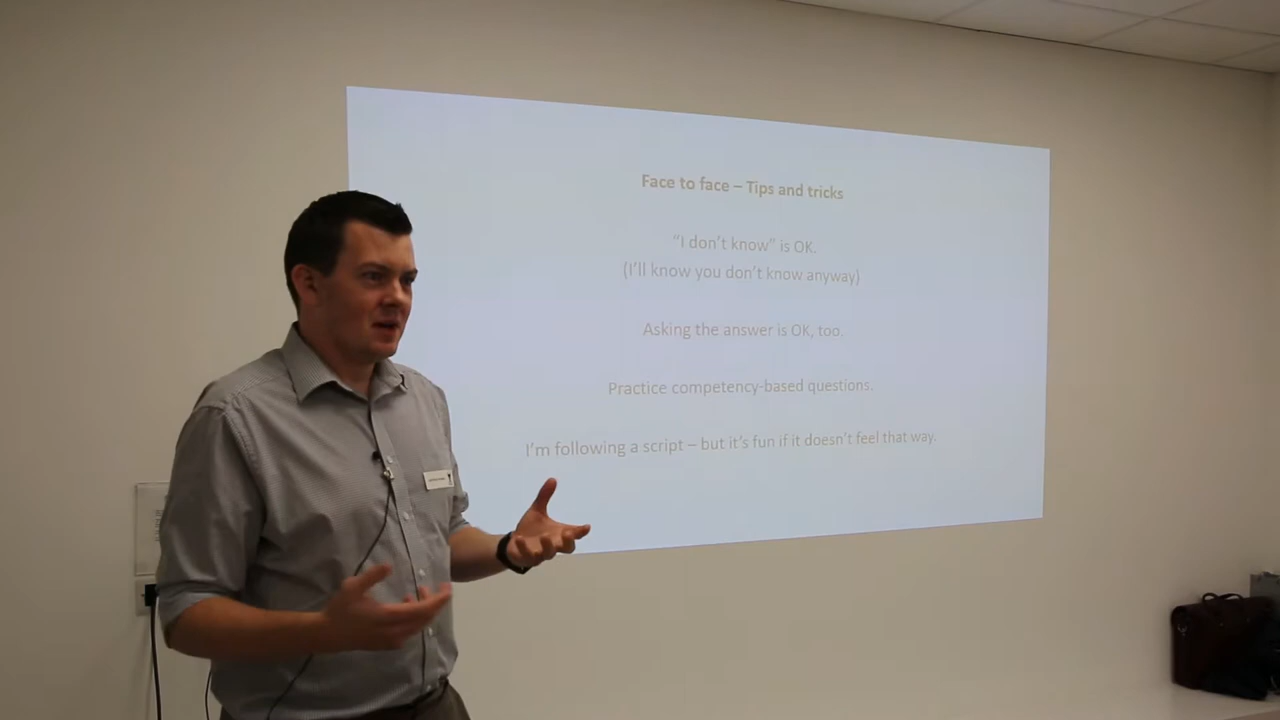 Face to face – Tips and tricks
“I don’t know” is OK.
(I’ll know you don’t know anyway)
Asking the answer is OK, too.
Practice competency-based questions.
I’m following a script – but it’s fun if it doesn’t feel that way.